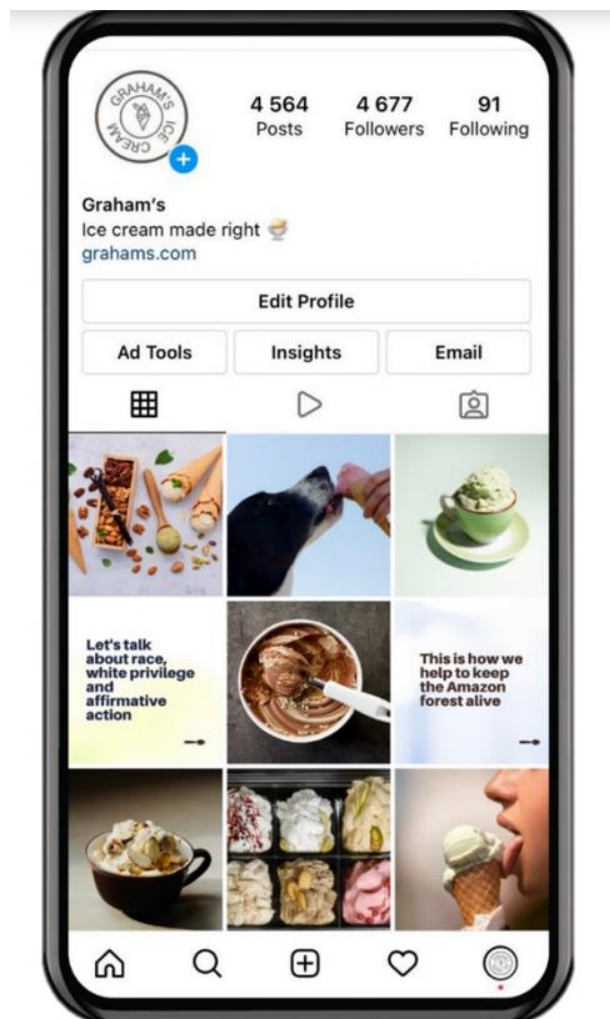 GRAHAM'S ICE CREAM
4 564
4 677
91
Posts
Followers
Following
Graham's
Ice cream made right 🍨
grahams.com
Edit Profile
Ad Tools
Insights
Email
Let's talk
about race,
white privilege
and
affirmative
action
This is how we
help to keep
the Amazon
forest alive